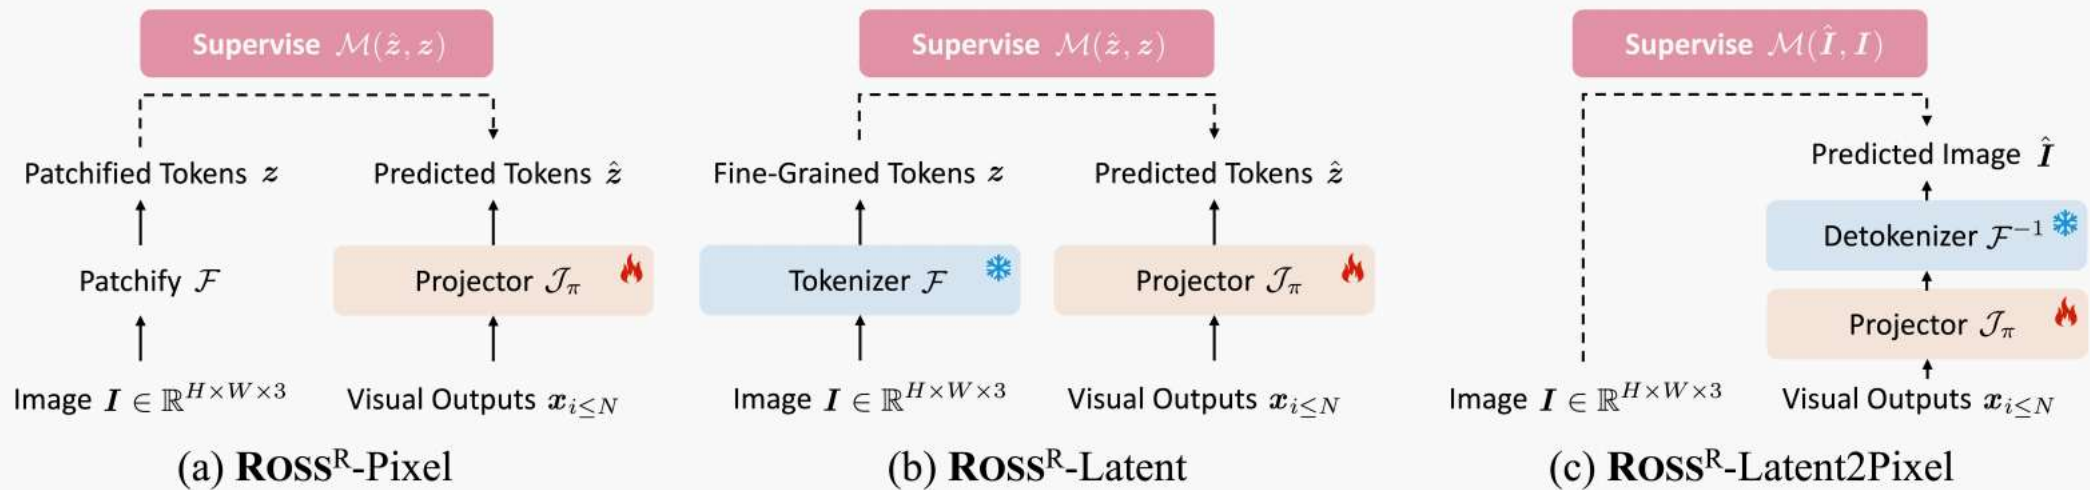 Supervise ℳ(ẑ, z)
Patchified Tokens z
Predicted Tokens ẑ
Patchify ℱ
Projector 𝒥π
Image I ∈ ℝ^{H×W×3}
Visual Outputs x_{i≤N}
(a) ROSS^R-Pixel
Supervise ℳ(ẑ, z)
Fine-Grained Tokens z
Predicted Tokens ẑ
Tokenizer ℱ
Projector 𝒥π
Image I ∈ ℝ^{H×W×3}
Visual Outputs x_{i≤N}
(b) ROSS^R-Latent
Supervise ℳ(Î, I)
Predicted Image Î
Detokenizer ℱ^{-1}
Projector 𝒥π
Image I ∈ ℝ^{H×W×3}
Visual Outputs x_{i≤N}
(c) ROSS^R-Latent2Pixel